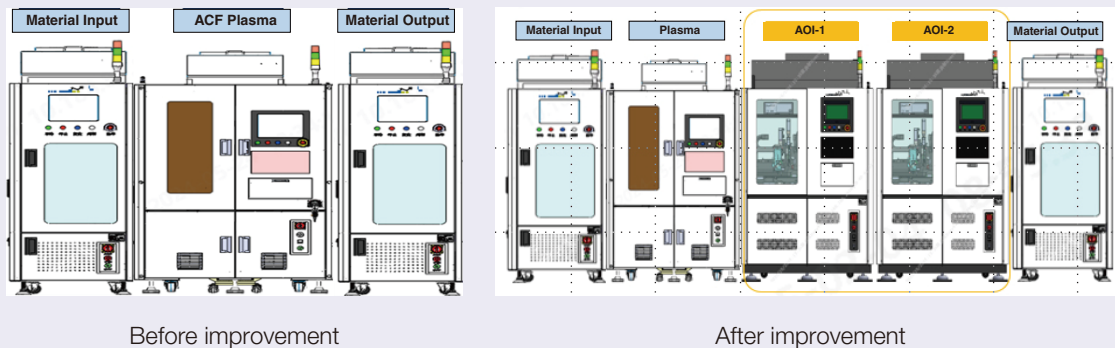 Material Input
ACF Plasma
Material Output
Material Input
Plasma
AOI-1
AOI-2
Material Output
Before improvement
After improvement